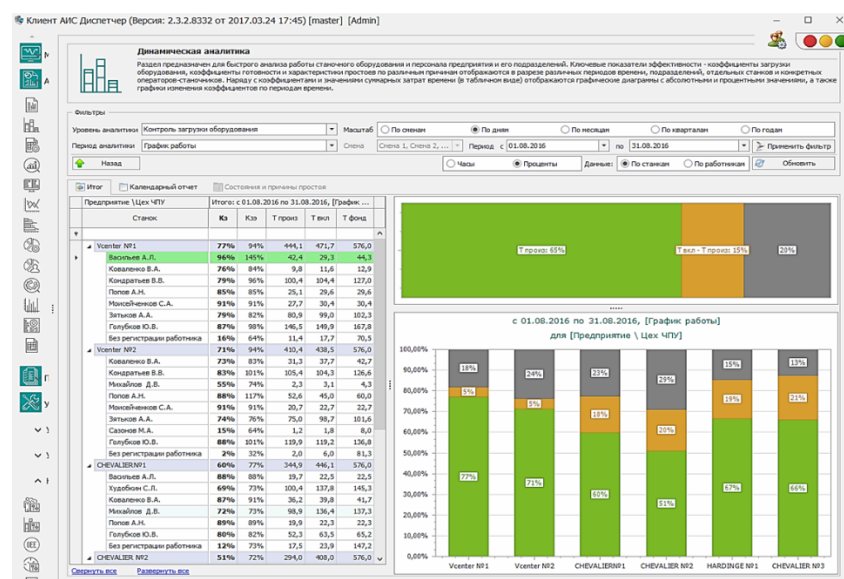 Клиент АИС Диспетчер (Версия: 2.3.2.8332 от 2017.03.24 17:45) [master] [Admin]
Динамическая аналитика
Раздел предназначен для быстрого анализа работы станочного оборудования и персонала предприятия и его подразделений. Ключевые показатели эффективности - коэффициенты загрузки
оборудования, коэффициенты готовности и характеристики простоев по различным причинам отображаются в разрезе различных периодов времени, подразделений, отдельных станков и конкретных
операторов-станочников. Наряду с коэффициентами и значениями суммарных затрат времени (в табличном виде) отображаются графические диаграммы с абсолютными и процентными значениями, а также
графики изменения коэффициентов по периодам времени.
Фильтры
Уровень аналитики Контроль загрузки оборудования Масштаб По сменам По дням По месяцам По кварталам По годам
Период аналитики График работы Смена Смена 1, Смена 2, ... Период с 01.08.2016 по 31.08.2016 Применить фильтр
Назад Часы Проценты Данные: По станкам По работникам Обновить
Итог Календарный отчет Состояния и причины простоя
Предприятие \Цех ЧПУ Итого: с 01.08.2016 по 31.08.2016, [График ...
Станок Кз Кзэ Т произ Т вкл Т фонд
Vcenter №1 77% 94% 444,1 471,7 576,0
Васильев А.Л. 96% 145% 42,4 29,3 44,3
Коваленко В.А. 76% 84% 9,8 11,6 12,9
Кондратьев В.В. 79% 96% 100,4 104,4 127,0
Попов А.Н. 85% 85% 25,1 29,6 29,6
Моисейченков С.А. 91% 91% 27,7 30,4 30,4
Зятьков А.А. 79% 82% 80,9 99,0 102,3
Голубков Ю.В. 87% 98% 146,5 149,9 167,8
Без регистрации работника 16% 64% 11,4 17,7 70,5
Vcenter №2 71% 94% 410,4 438,5 576,0
Коваленко В.А. 73% 83% 31,3 37,7 42,7
Кондратьев В.В. 83% 101% 105,4 104,3 126,6
Михайлов Д.В. 55% 74% 2,3 3,1 4,3
Попов А.Н. 88% 117% 52,6 45,0 60,0
Моисейченков С.А. 91% 91% 20,7 22,7 22,7
Зятьков А.А. 74% 76% 75,0 98,7 101,6
Сазонов М.А. 15% 64% 1,2 1,8 8,0
Голубков Ю.В. 88% 101% 119,9 119,2 136,8
Без регистрации работника 2% 32% 2,0 6,0 81,3
CHEVALIER№1 60% 77% 344,9 446,1 576,0
Васильев А.Л. 88% 88% 19,7 22,5 22,5
Худобкин С.Л. 69% 73% 100,4 137,8 145,3
Коваленко В.А. 87% 91% 36,2 39,8 41,7
Михайлов Д.В. 72% 73% 98,9 136,4 137,3
Попов А.Н. 89% 89% 19,9 22,3 22,3
Голубков Ю.В. 80% 82% 52,3 63,5 65,2
Без регистрации работника 12% 73% 17,5 23,9 147,2
CHEVALIER №2 51% 72% 294,0 408,0 576,0
Свернуть все Развернуть все
Т произ: 65% Т вкл - Т произ: 15% 20%
с 01.08.2016 по 31.08.2016, [График работы]
для [Предприятие \ Цех ЧПУ]
100,00%
90,00%
80,00%
70,00%
60,00%
50,00%
40,00%
30,00%
20,00%
10,00%
0,00%
18% 24% 23% 29% 15% 13%
5% 5% 18% 20% 19% 21%
77% 71% 60% 51% 67% 66%
Vcenter №1 Vcenter №2 CHEVALIER№1 CHEVALIER №2 HARDINGE №1 CHEVALIER №3